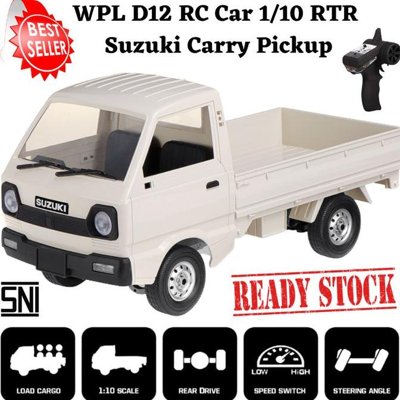 WPL D12 RC Car 1/10 RTR
Suzuki Carry Pickup
BEST
SELLER
SUZUKI
SNI
READY STOCK
LOAD CARGO
1:10 SCALE
REAR DRIVE
LOW HIGH
SPEED SWITCH
STEERING ANGLE